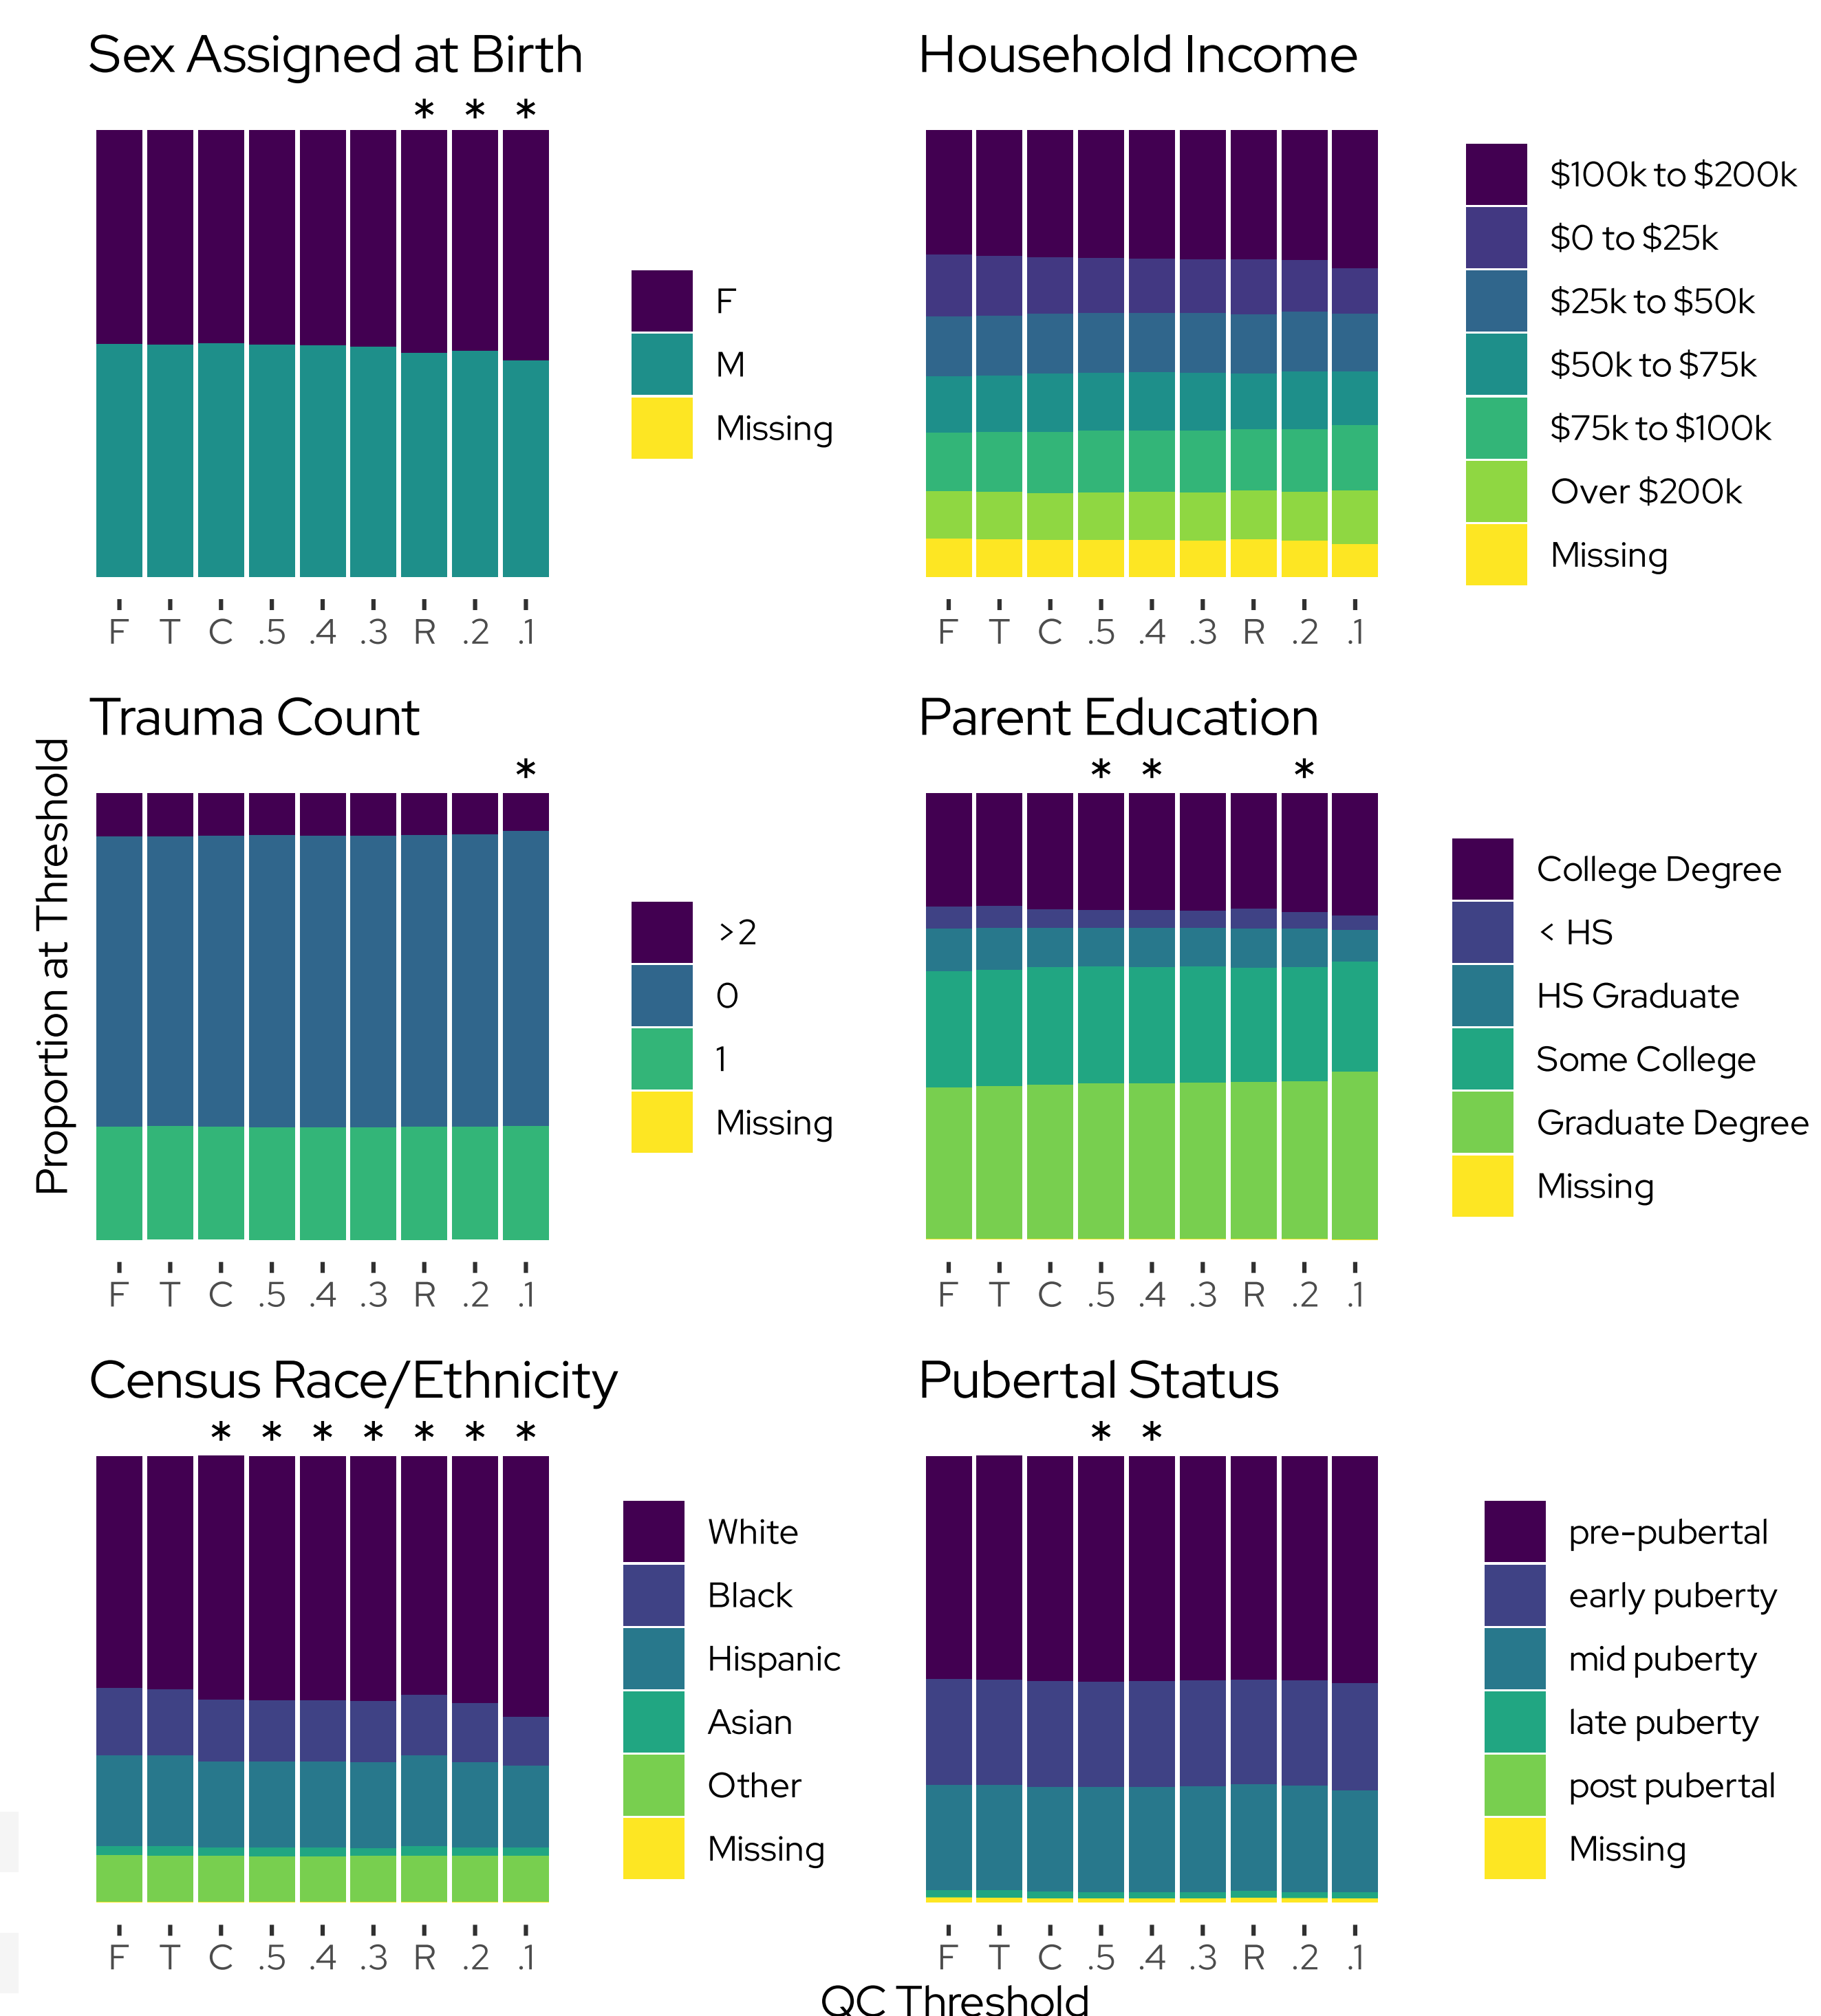 Sex Assigned at Birth
* * *
F
M
Missing
F T C .5 .4 .3 R .2 .1
Household Income
$100k to $200k
$0 to $25k
$25k to $50k
$50k to $75k
$75k to $100k
Over $200k
Missing
F T C .5 .4 .3 R .2 .1
Proportion at Threshold
Trauma Count
*
>2
0
1
Missing
F T C .5 .4 .3 R .2 .1
Parent Education
* * *
College Degree
< HS
HS Graduate
Some College
Graduate Degree
Missing
F T C .5 .4 .3 R .2 .1
Census Race/Ethnicity
* * * * * * *
White
Black
Hispanic
Asian
Other
Missing
F T C .5 .4 .3 R .2 .1
Pubertal Status
* *
pre-pubertal
early puberty
mid puberty
late puberty
post pubertal
Missing
F T C .5 .4 .3 R .2 .1
QC Threshold